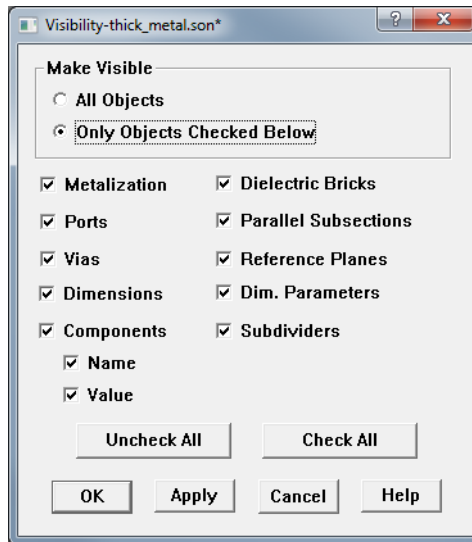 Visibility-thick_metal.son*
?
X
Make Visible
All Objects
Only Objects Checked Below
Metalization
Dielectric Bricks
Ports
Parallel Subsections
Vias
Reference Planes
Dimensions
Dim. Parameters
Components
Subdividers
Name
Value
Uncheck All
Check All
OK
Apply
Cancel
Help